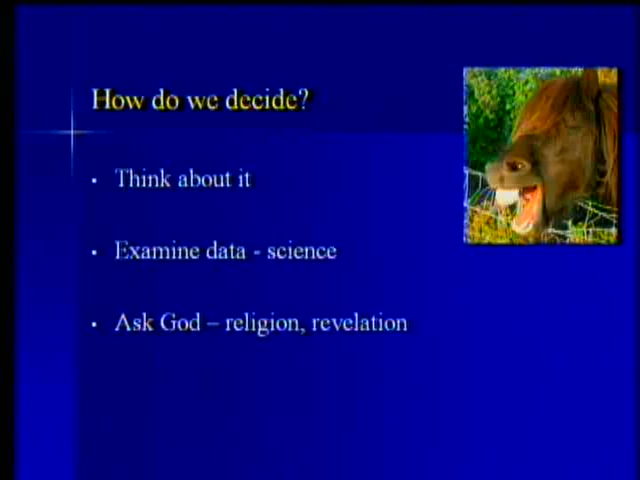 How do we decide?
• Think about it
• Examine data - science
• Ask God – religion, revelation